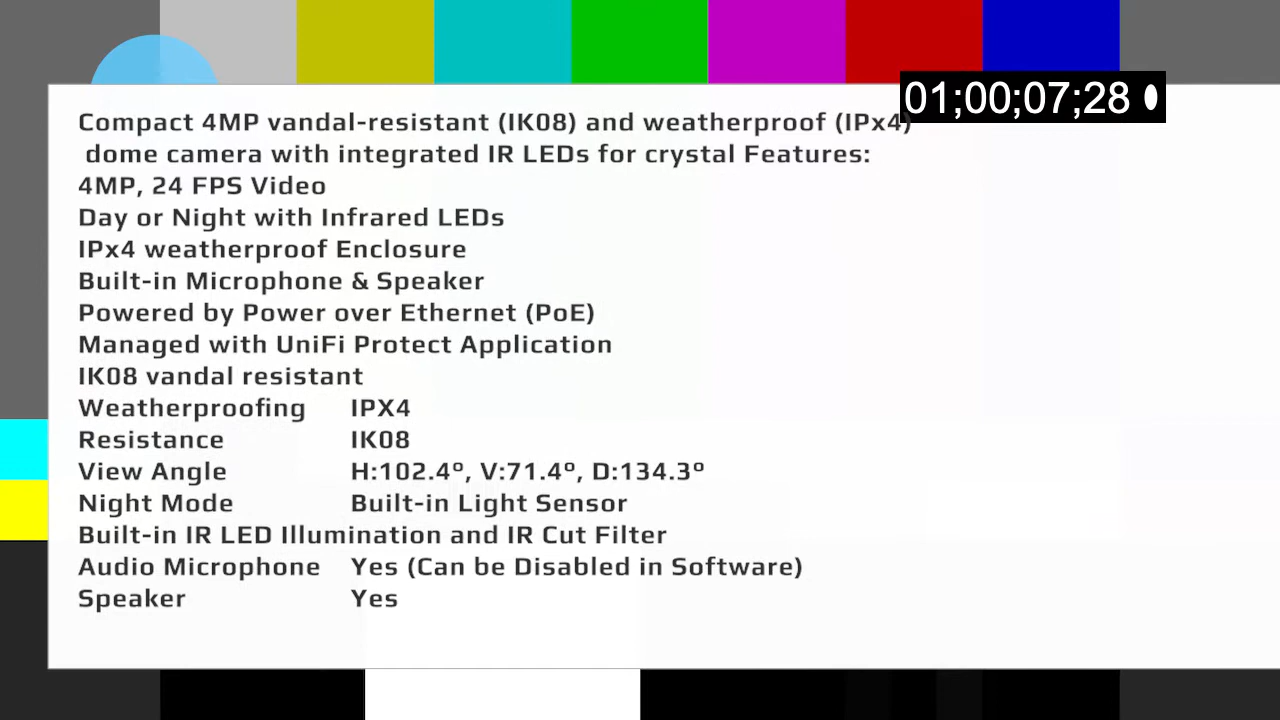 01;00;07;28
Compact 4MP vandal-resistant (IK08) and weatherproof (IPx4)
dome camera with integrated IR LEDs for crystal Features:
4MP, 24 FPS Video
Day or Night with Infrared LEDs
IPx4 weatherproof Enclosure
Built-in Microphone & Speaker
Powered by Power over Ethernet (PoE)
Managed with UniFi Protect Application
IK08 vandal resistant
Weatherproofing IPX4
Resistance IK08
View Angle H:102.4º, V:71.4º, D:134.3º
Night Mode Built-in Light Sensor
Built-in IR LED Illumination and IR Cut Filter
Audio Microphone Yes (Can be Disabled in Software)
Speaker Yes